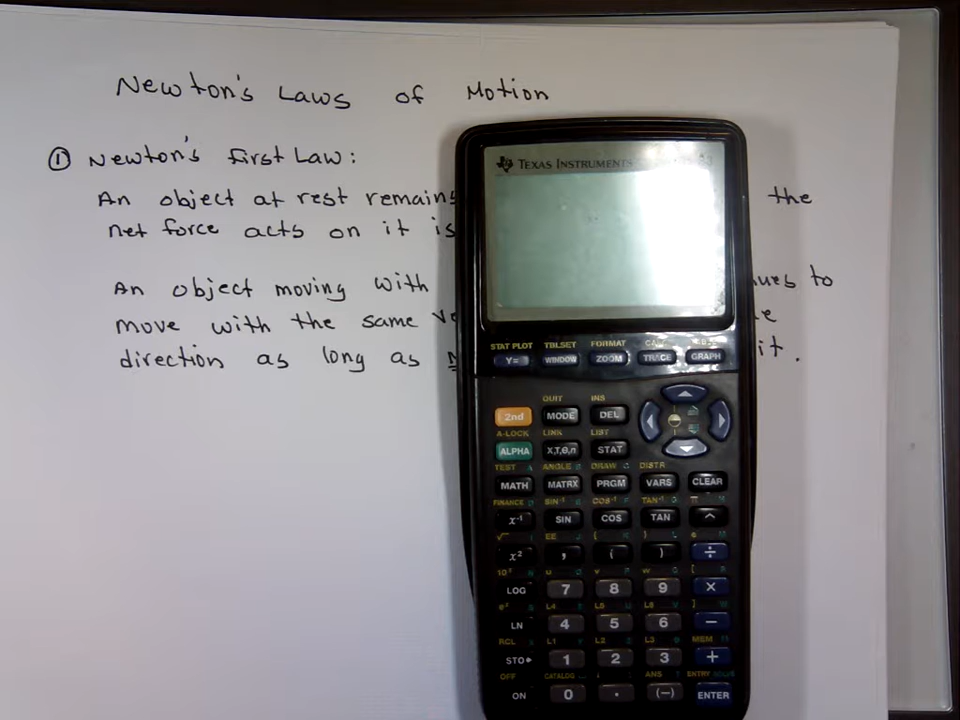 Newton's Laws of Motion
① Newton's first Law:
An object at rest remains the
net force acts on it is
An object moving with to
move with the same
direction as long as it.
TEXAS INSTRUMENTS
STAT PLOT TBLSET FORMAT
Y= WINDOW ZOOM TRACE GRAPH
QUIT INS
2nd MODE DEL
A-LOCK LINK LIST
ALPHA X,T,θ,n STAT
TEST A ANGLE B DRAW C DISTR
MATH MATRX PRGM VARS CLEAR
FINANCE D SIN⁻¹ E COS⁻¹ F TAN⁻¹ G π H
x⁻¹ SIN COS TAN ^
√ I EE J { K } L e M
x² , ( ) ÷
10ˣ N u O v P w Q [ R
LOG 7 8 9 ×
eˣ S L4 T L5 U L6 V ] W
LN 4 5 6 −
RCL X L1 Y L2 Z L3 θ MEM
STO▸ 1 2 3 +
OFF CATALOG ANS ENTRY SOLVE
ON 0 . (−) ENTER